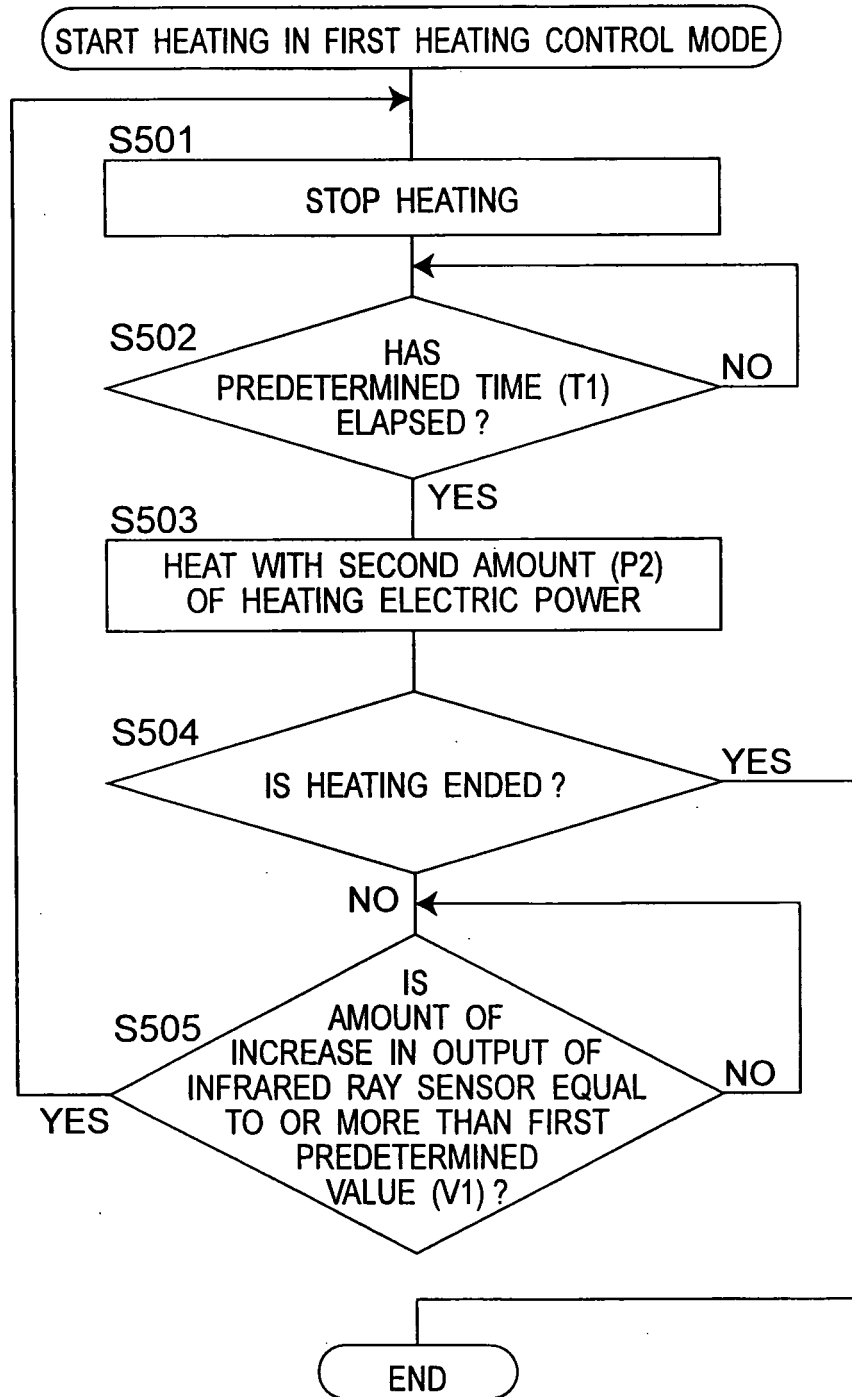 START HEATING IN FIRST HEATING CONTROL MODE
S501
STOP HEATING
S502
HAS
PREDETERMINED TIME (T1)
ELAPSED ?
NO
YES
S503
HEAT WITH SECOND AMOUNT (P2)
OF HEATING ELECTRIC POWER
S504
IS HEATING ENDED ?
YES
NO
S505
IS
AMOUNT OF
INCREASE IN OUTPUT OF
INFRARED RAY SENSOR EQUAL
TO OR MORE THAN FIRST
PREDETERMINED
VALUE (V1) ?
NO
YES
END